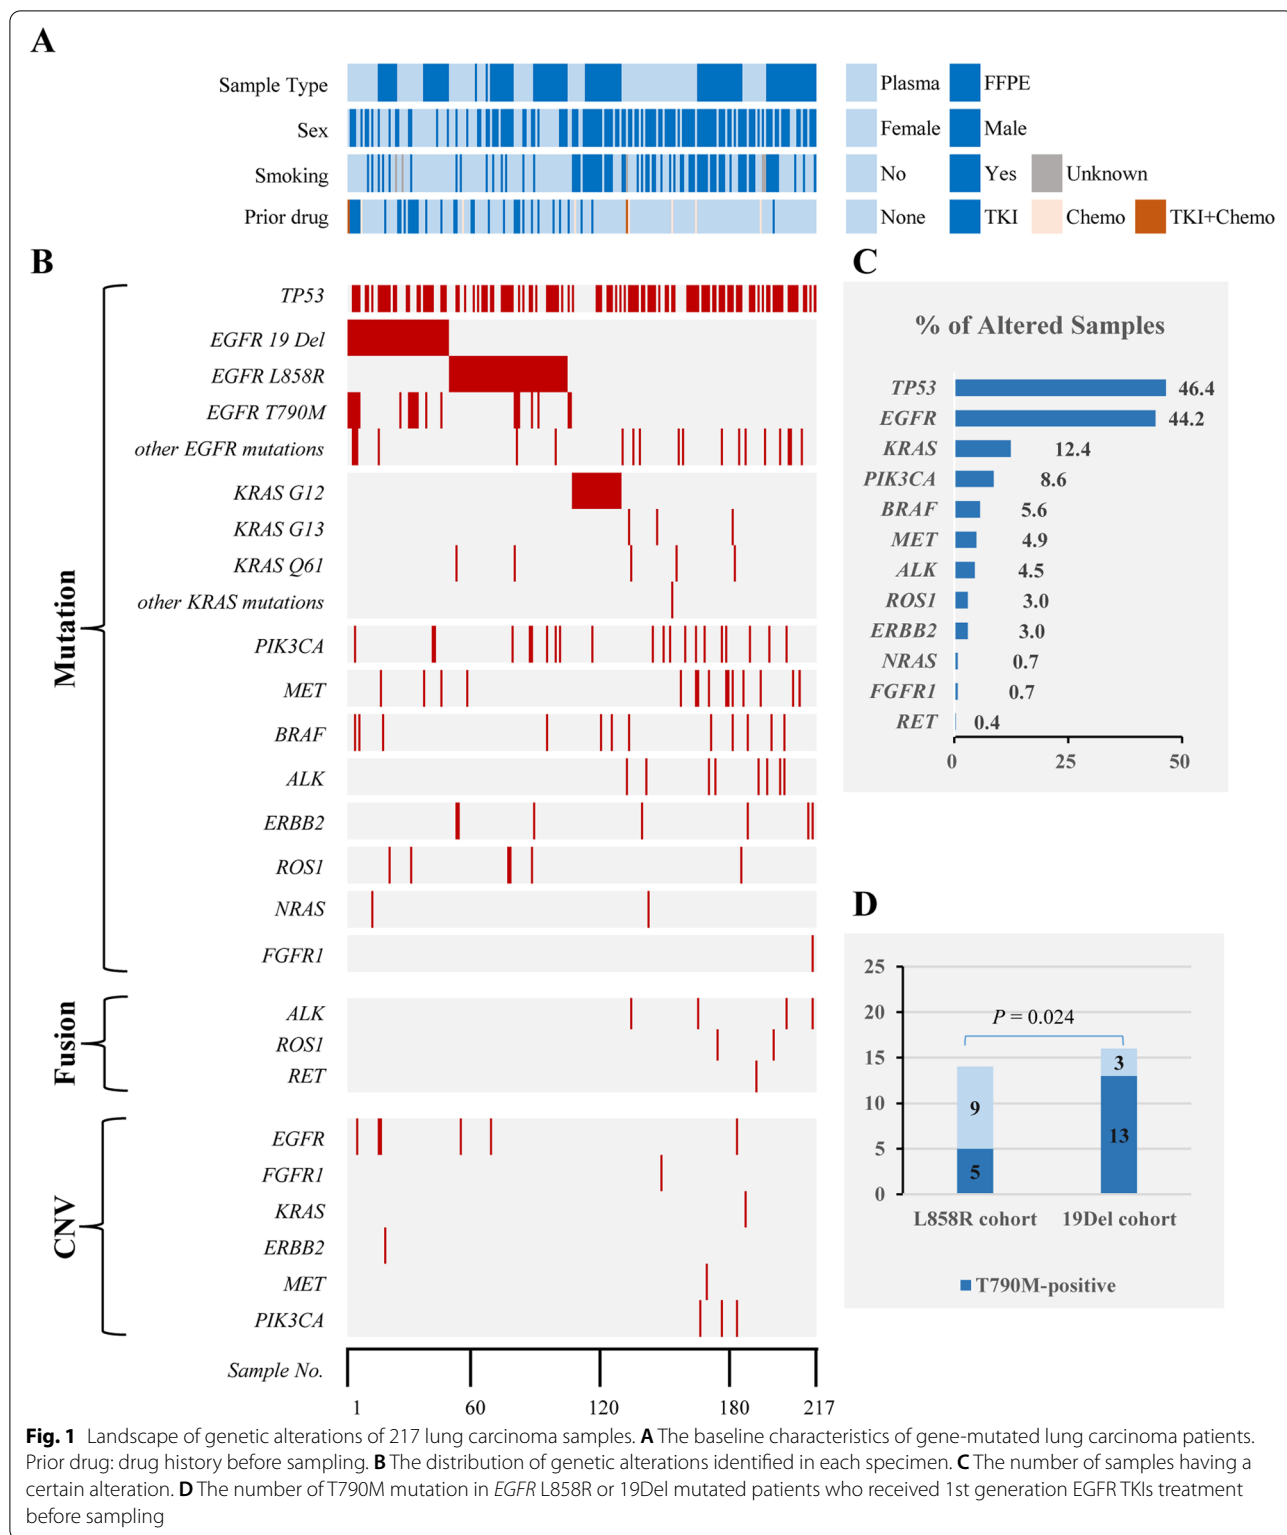 A
Sample Type
Plasma FFPE
Sex
Female Male
Smoking
No Yes Unknown
Prior drug
None TKI Chemo TKI+Chemo
B
Mutation
TP53
EGFR 19 Del
EGFR L858R
EGFR T790M
other EGFR mutations
KRAS G12
KRAS G13
KRAS Q61
other KRAS mutations
PIK3CA
MET
BRAF
ALK
ERBB2
ROS1
NRAS
FGFR1
Fusion
ALK
ROS1
RET
CNV
EGFR
FGFR1
KRAS
ERBB2
MET
PIK3CA
Sample No.
1 60 120 180 217
C
% of Altered Samples
TP53 46.4
EGFR 44.2
KRAS 12.4
PIK3CA 8.6
BRAF 5.6
MET 4.9
ALK 4.5
ROS1 3.0
ERBB2 3.0
NRAS 0.7
FGFR1 0.7
RET 0.4
0 25 50
D
25
20
15
10
5
0
P = 0.024
9
5
3
13
L858R cohort 19Del cohort
T790M-positive
Fig. 1 Landscape of genetic alterations of 217 lung carcinoma samples. A The baseline characteristics of gene-mutated lung carcinoma patients.
Prior drug: drug history before sampling. B The distribution of genetic alterations identified in each specimen. C The number of samples having a
certain alteration. D The number of T790M mutation in EGFR L858R or 19Del mutated patients who received 1st generation EGFR TKIs treatment
before sampling